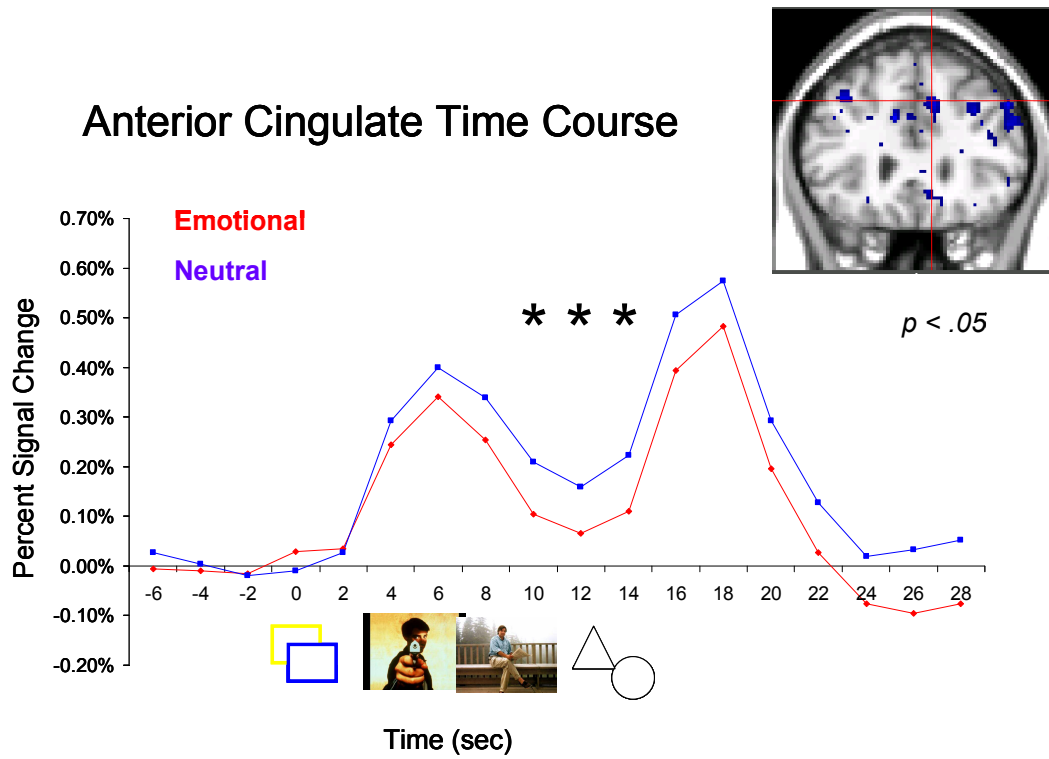 Anterior Cingulate Time Course
Emotional
Neutral
* * *
p < .05
Percent Signal Change
0.70%
0.60%
0.50%
0.40%
0.30%
0.20%
0.10%
0.00%
-0.10%
-0.20%
-6 -4 -2 0 2 4 6 8 10 12 14 16 18 20 22 24 26 28
Time (sec)